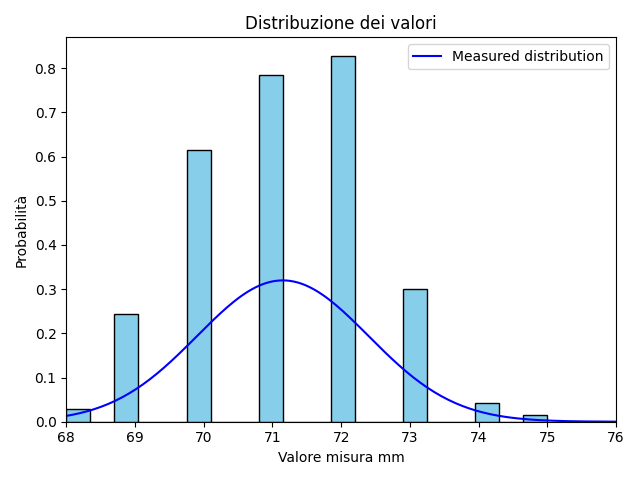 Distribuzione dei valori
Measured distribution
0.8
0.7
0.6
0.5
0.4
0.3
0.2
0.1
0.0
Probabilità
68 69 70 71 72 73 74 75 76
Valore misura mm